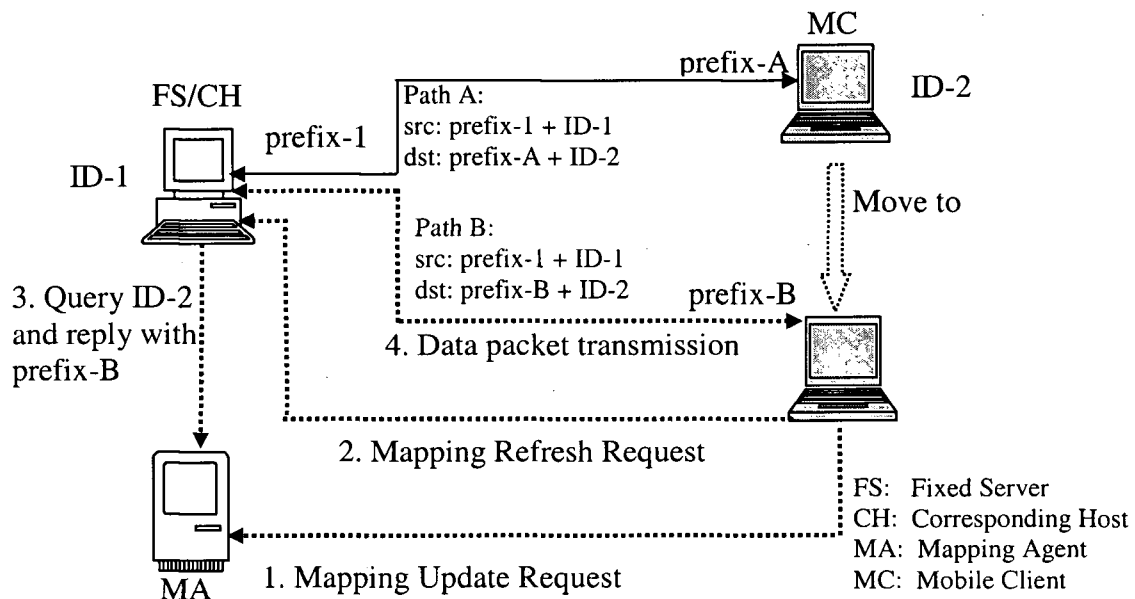 MC
prefix-A
ID-2
FS/CH
prefix-1
ID-1
Path A:
src: prefix-1 + ID-1
dst: prefix-A + ID-2
Move to
Path B:
src: prefix-1 + ID-1
dst: prefix-B + ID-2
prefix-B
3. Query ID-2
and reply with
prefix-B
4. Data packet transmission
2. Mapping Refresh Request
MA
1. Mapping Update Request
FS: Fixed Server
CH: Corresponding Host
MA: Mapping Agent
MC: Mobile Client